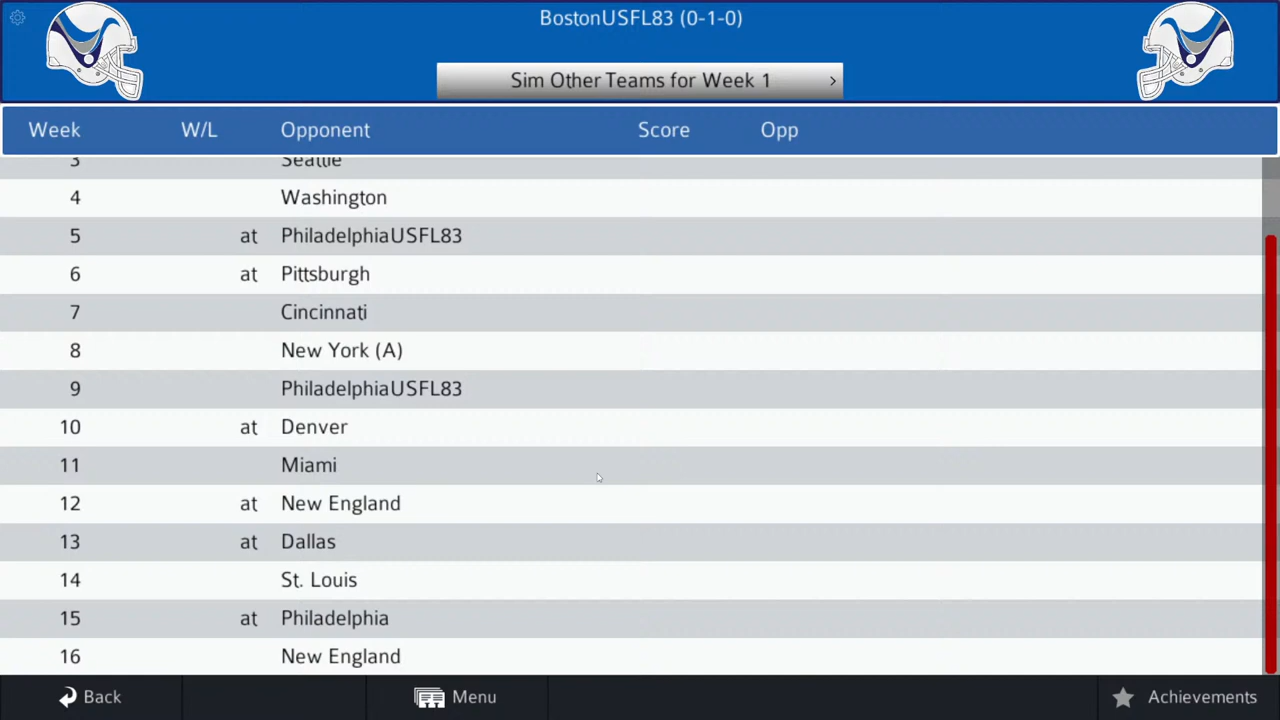 BostonUSFL83 (0-1-0)
Sim Other Teams for Week 1
Week W/L Opponent Score Opp
3 Seattle
4 Washington
5 at PhiladelphiaUSFL83
6 at Pittsburgh
7 Cincinnati
8 New York (A)
9 PhiladelphiaUSFL83
10 at Denver
11 Miami
12 at New England
13 at Dallas
14 St. Louis
15 at Philadelphia
16 New England
Back Menu Achievements